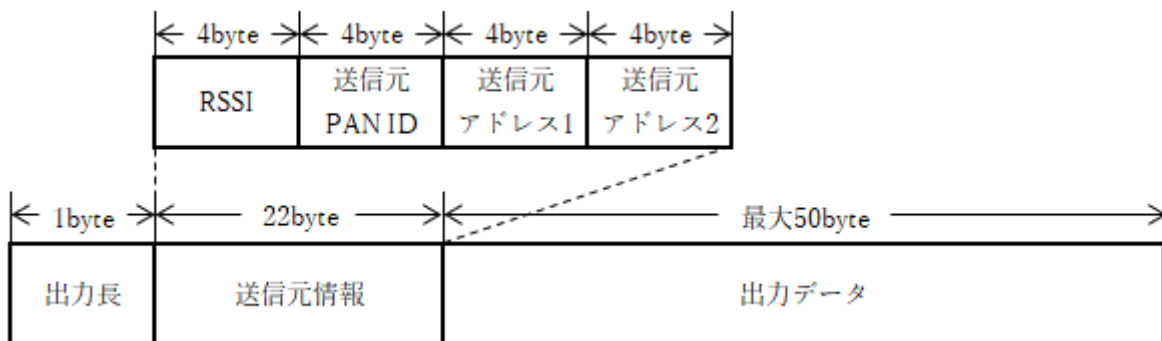 4byte 4byte 4byte 4byte
RSSI
送信元
PAN ID
送信元
アドレス1
送信元
アドレス2
1byte 22byte 最大50byte
出力長 送信元情報 出力データ